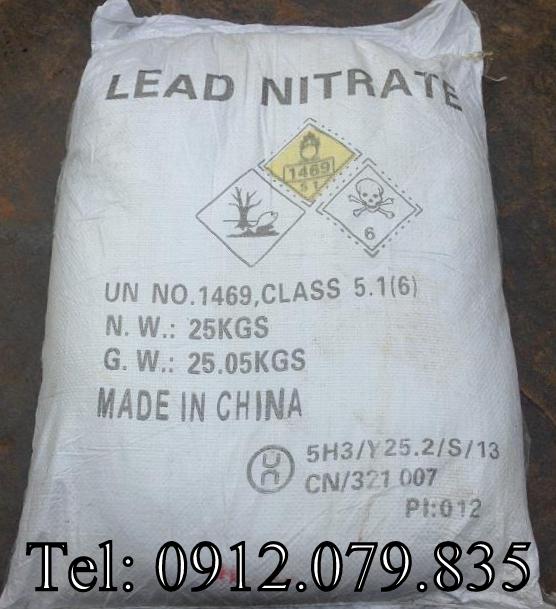 LEAD NITRATE
1469
5.1
6
UN NO.1469,CLASS 5.1(6)
N. W.: 25KGS
G. W.: 25.05KGS
MADE IN CHINA
un
5H3/Y25.2/S/13
CN/321 007
PI:012
Tel: 0912.079.835